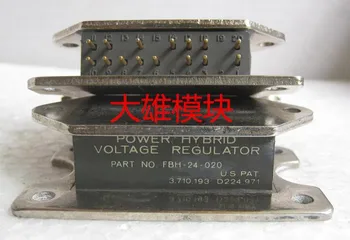 大雄模块
POWER HYBRID
VOLTAGE REGULATOR
PART NO. FBH-24-020
U.S PAT.
3.710.193 D224.971